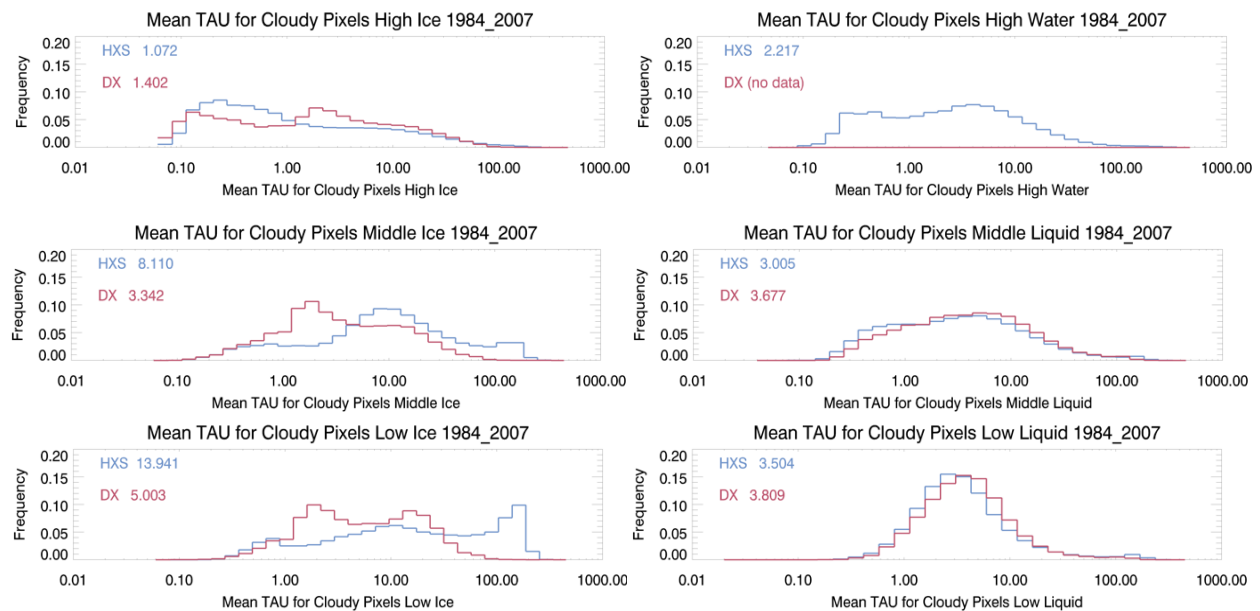 Mean TAU for Cloudy Pixels High Ice 1984_2007
HXS 1.072
DX 1.402
Frequency
0.20
0.15
0.10
0.05
0.00
0.01 0.10 1.00 10.00 100.00 1000.00
Mean TAU for Cloudy Pixels High Ice
Mean TAU for Cloudy Pixels High Water 1984_2007
HXS 2.217
DX (no data)
Frequency
0.20
0.15
0.10
0.05
0.00
0.01 0.10 1.00 10.00 100.00 1000.00
Mean TAU for Cloudy Pixels High Water
Mean TAU for Cloudy Pixels Middle Ice 1984_2007
HXS 8.110
DX 3.342
Frequency
0.20
0.15
0.10
0.05
0.00
0.01 0.10 1.00 10.00 100.00 1000.00
Mean TAU for Cloudy Pixels Middle Ice
Mean TAU for Cloudy Pixels Middle Liquid 1984_2007
HXS 3.005
DX 3.677
Frequency
0.20
0.15
0.10
0.05
0.00
0.01 0.10 1.00 10.00 100.00 1000.00
Mean TAU for Cloudy Pixels Middle Liquid
Mean TAU for Cloudy Pixels Low Ice 1984_2007
HXS 13.941
DX 5.003
Frequency
0.20
0.15
0.10
0.05
0.00
0.01 0.10 1.00 10.00 100.00 1000.00
Mean TAU for Cloudy Pixels Low Ice
Mean TAU for Cloudy Pixels Low Liquid 1984_2007
HXS 3.504
DX 3.809
Frequency
0.20
0.15
0.10
0.05
0.00
0.01 0.10 1.00 10.00 100.00 1000.00
Mean TAU for Cloudy Pixels Low Liquid